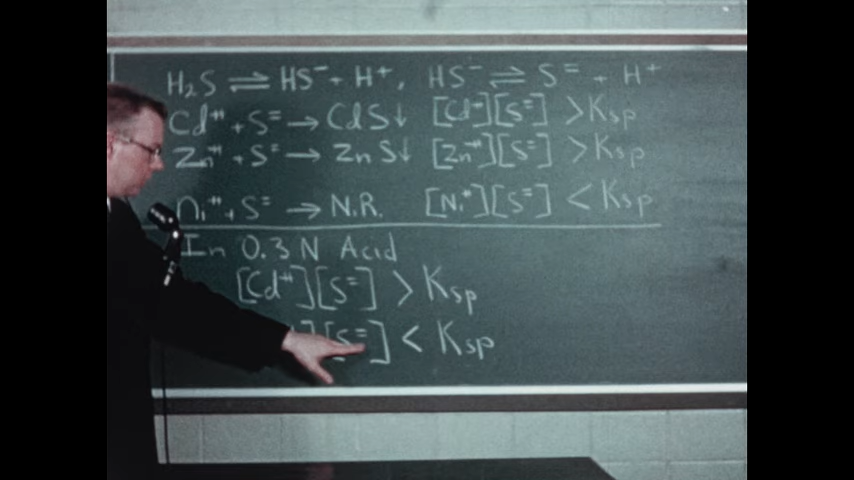 H₂S ⇌ HS⁻ + H⁺, HS⁻ ⇌ S⁼ + H⁺
Cd⁺⁺ + S⁼ → CdS↓ [Cd⁺⁺][S⁼] > Ksp
Zn⁺⁺ + S⁼ → ZnS↓ [Zn⁺⁺][S⁼] > Ksp
Ni⁺⁺ + S⁼ → N.R. [Ni⁺⁺][S⁼] < Ksp
In 0.3 N Acid
[Cd⁺⁺][S⁼] > Ksp
][S⁼] < Ksp